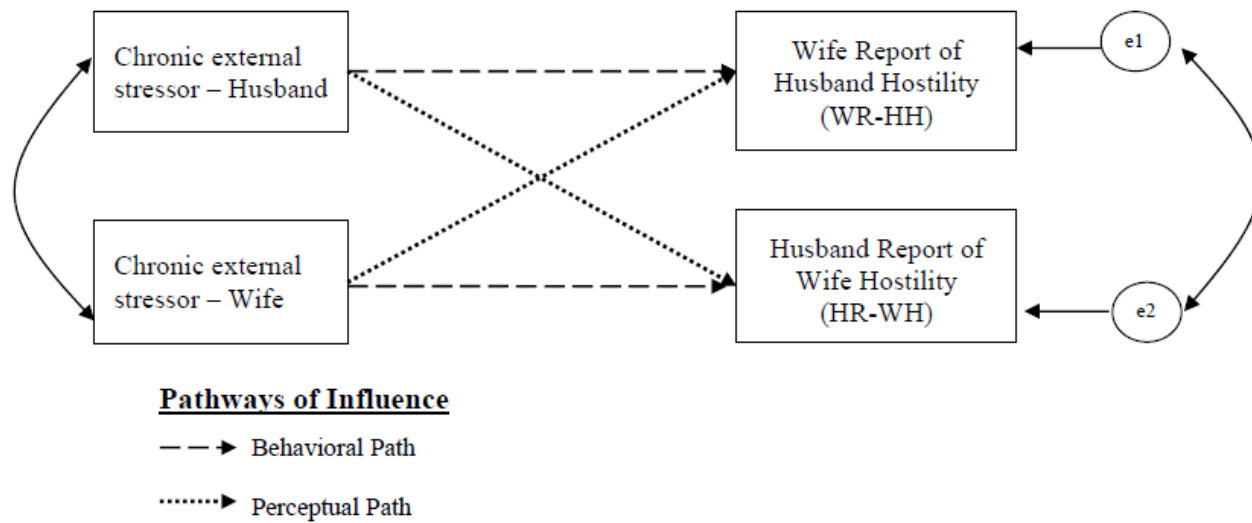 Chronic external
stressor – Husband
Wife Report of
Husband Hostility
(WR-HH)
e1
Chronic external
stressor – Wife
Husband Report of
Wife Hostility
(HR-WH)
e2
Pathways of Influence
Behavioral Path
Perceptual Path